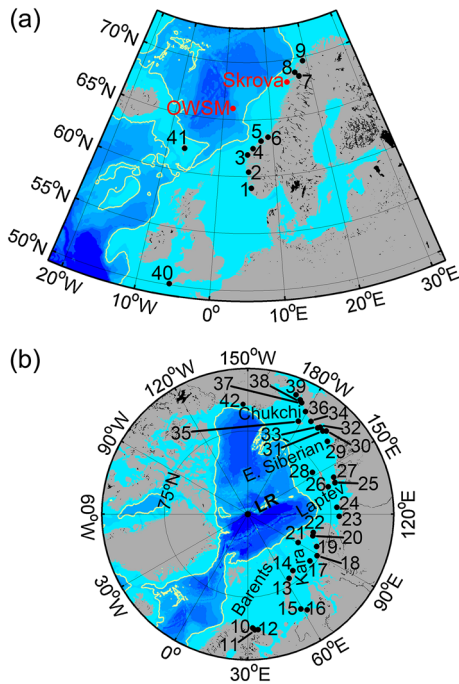 (a)
70°N
65°N
60°N
55°N
50°N
20°W
10°W
0°
10°E
20°E
30°E
9
8
7
Skrova
OWSM
5
6
4
3
41
2
1
40
(b)
150°W
180°W
120°W
150°E
75°N
60°W
120°E
30°W
90°E
0°
60°E
30°E
37
38
39
42
36
34
Chukchi
32
35
33
30
31
29
E. Siberian
28
27
26
25
LR
Laptev
24
22
23
21
20
19
Kara
18
14
17
Barents
13
15
16
10
12
11